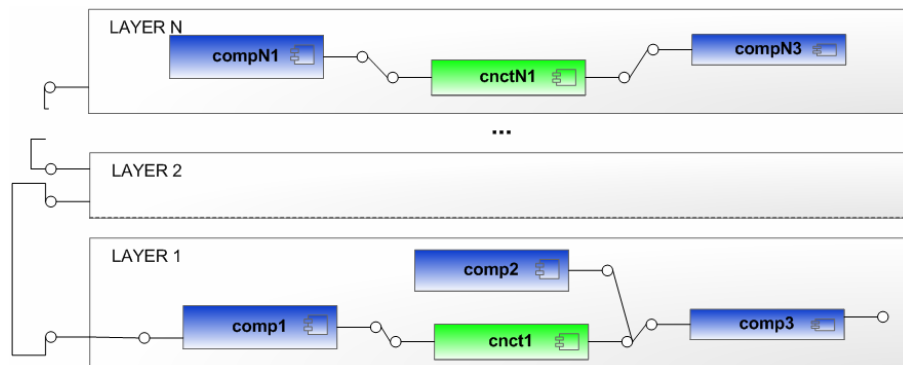 LAYER N
compN1
cnctN1
compN3
...
LAYER 2
LAYER 1
comp2
comp1
cnct1
comp3